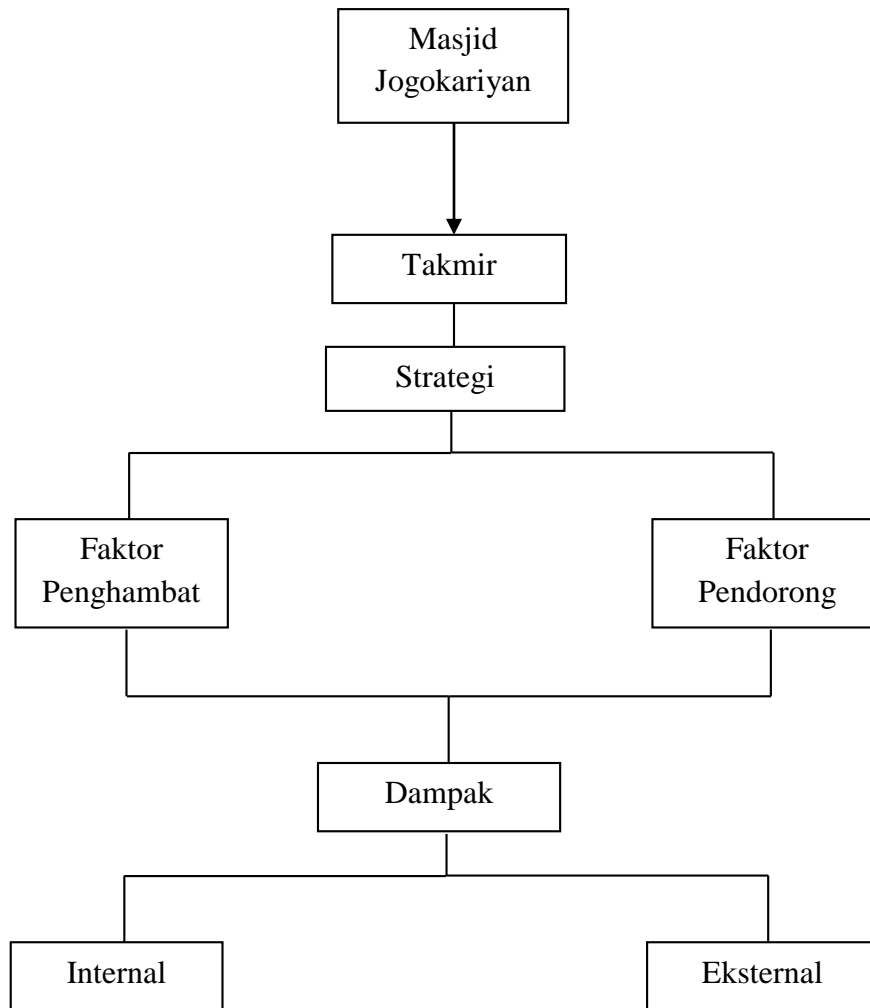 Masjid
Jogokariyan
Takmir
Strategi
Faktor
Penghambat
Faktor
Pendorong
Dampak
Internal
Eksternal